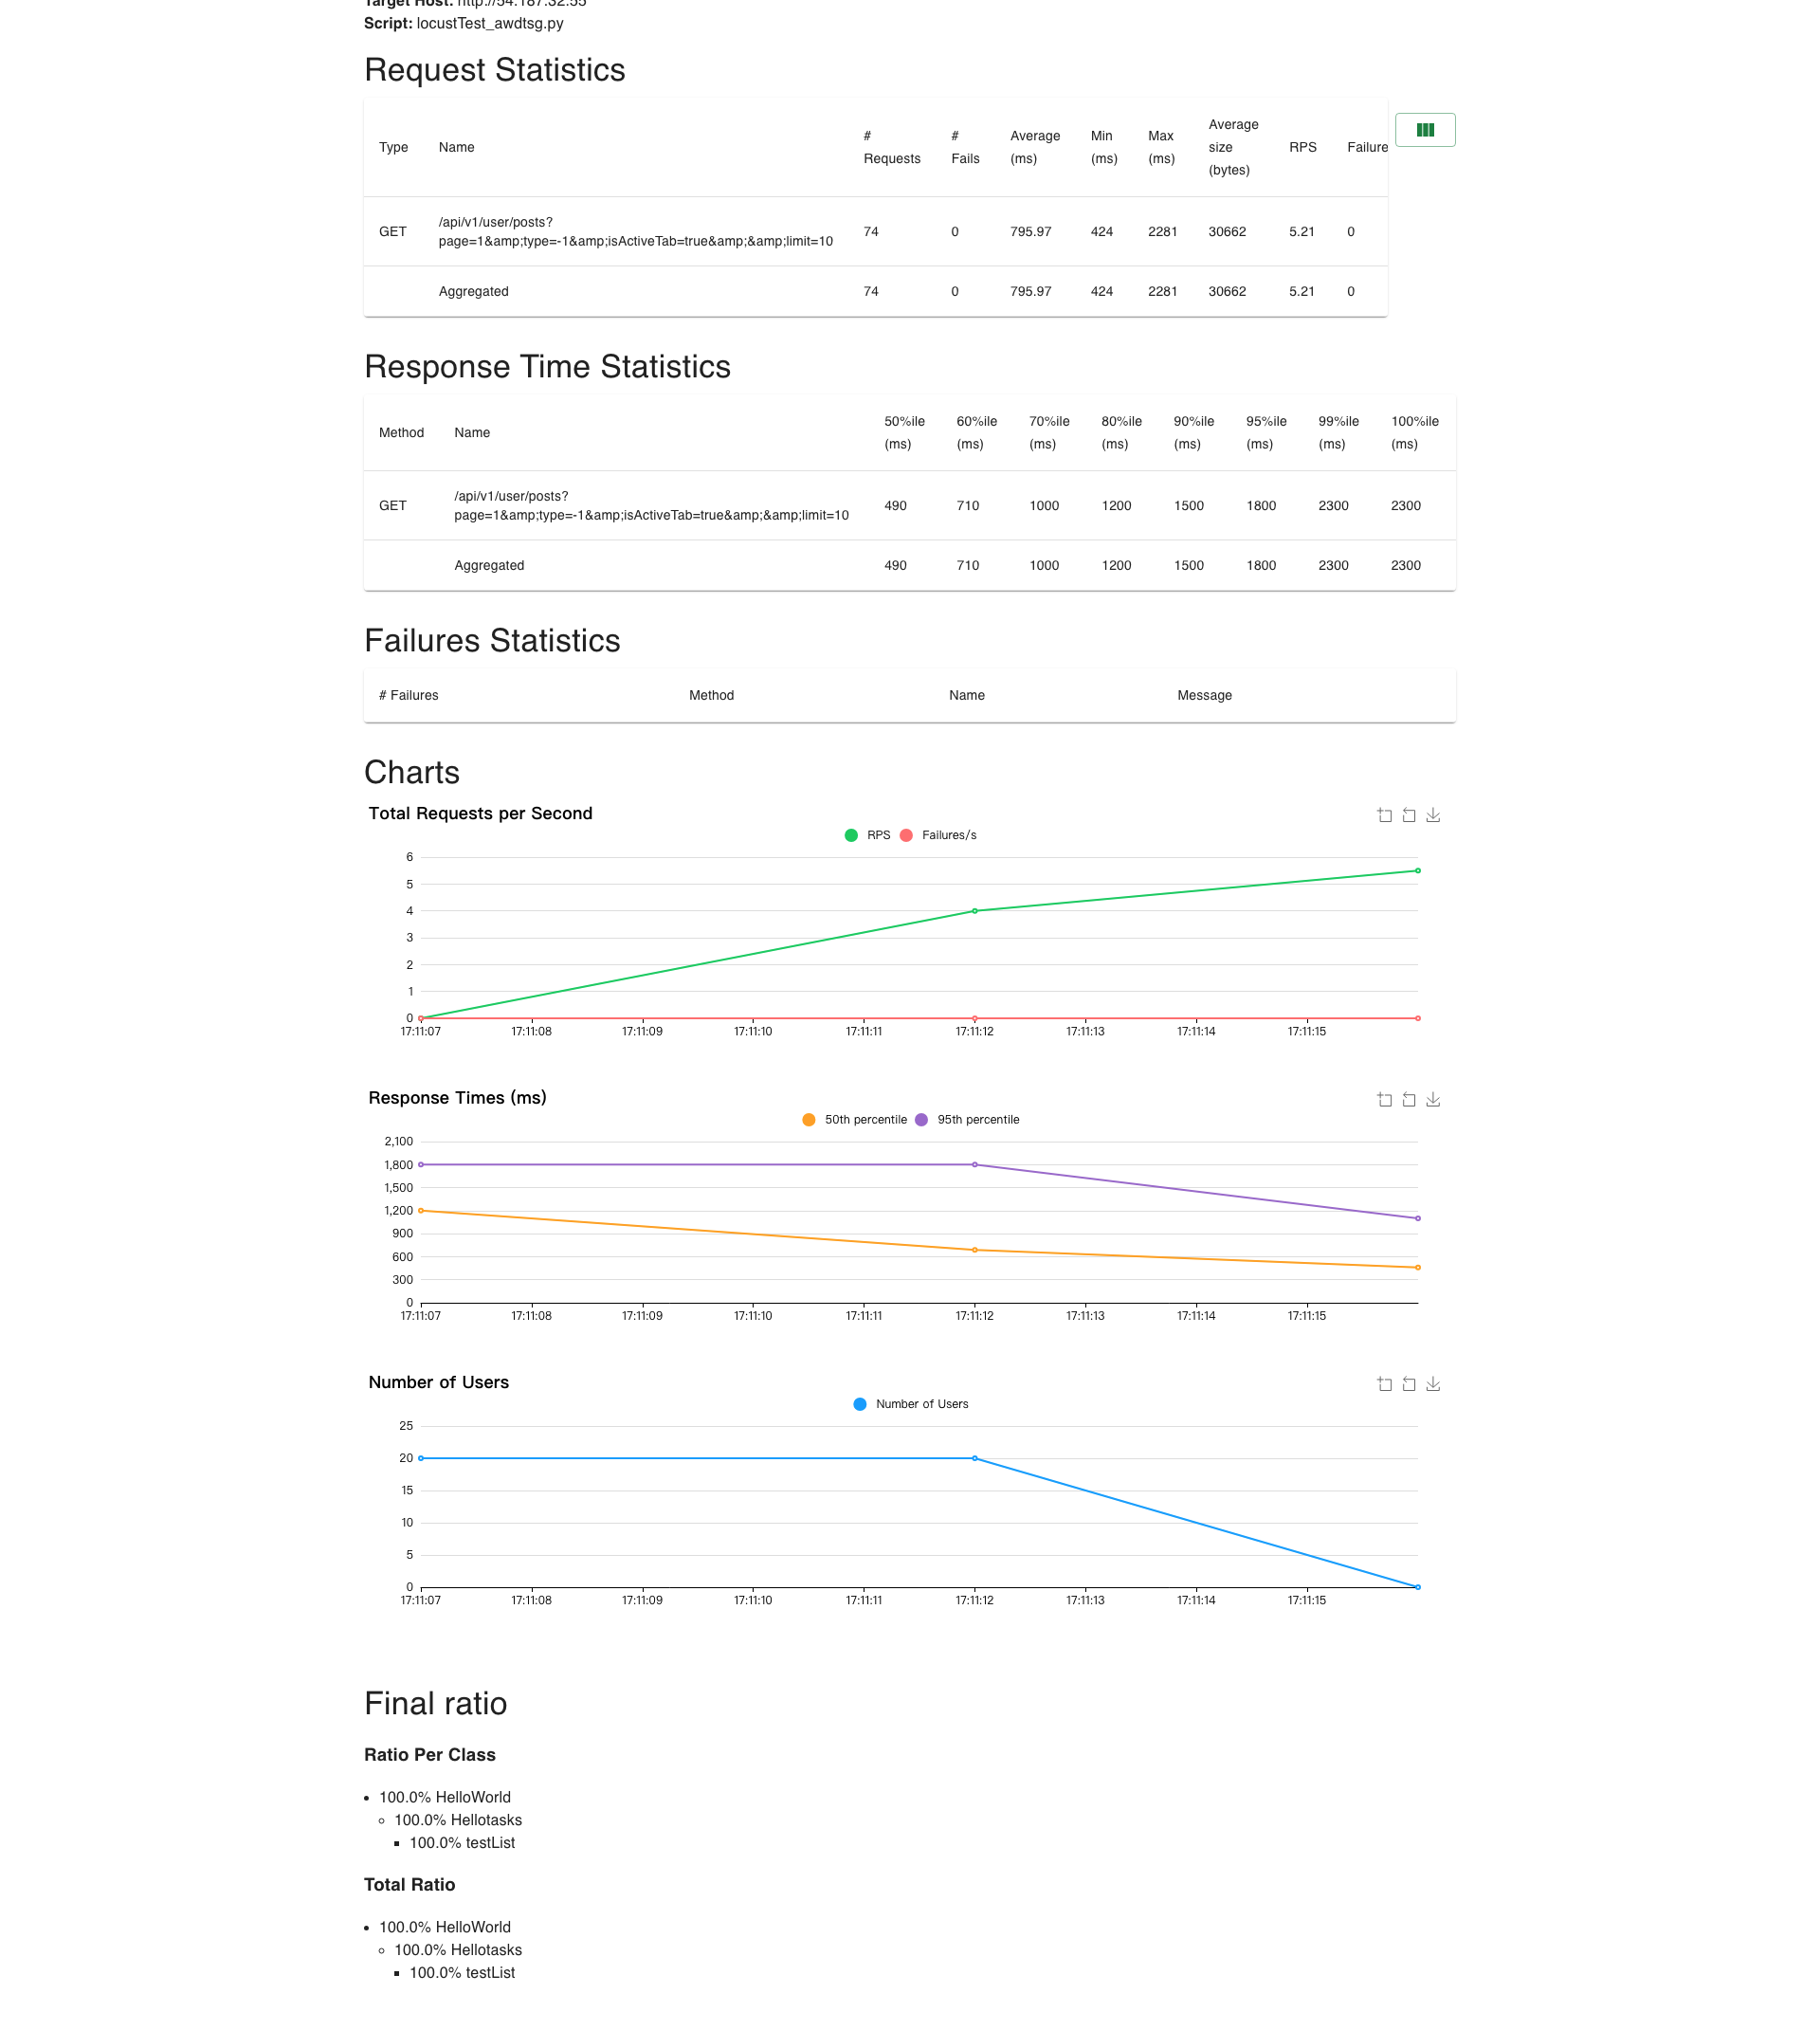 Target Host: http://54.187.32.55
Script: locustTest_awdtsg.py
Request Statistics
Type Name # Requests # Fails Average (ms) Min (ms) Max (ms) Average size (bytes) RPS Failure
GET /api/v1/user/posts?
page=1&amp;type=-1&amp;isActiveTab=true&amp;&amp;limit=10 74 0 795.97 424 2281 30662 5.21 0
Aggregated 74 0 795.97 424 2281 30662 5.21 0
Response Time Statistics
Method Name 50%ile (ms) 60%ile (ms) 70%ile (ms) 80%ile (ms) 90%ile (ms) 95%ile (ms) 99%ile (ms) 100%ile (ms)
GET /api/v1/user/posts?
page=1&amp;type=-1&amp;isActiveTab=true&amp;&amp;limit=10 490 710 1000 1200 1500 1800 2300 2300
Aggregated 490 710 1000 1200 1500 1800 2300 2300
Failures Statistics
# Failures Method Name Message
Charts
Total Requests per Second
RPS Failures/s
6
5
4
3
2
1
0
17:11:07 17:11:08 17:11:09 17:11:10 17:11:11 17:11:12 17:11:13 17:11:14 17:11:15
Response Times (ms)
50th percentile 95th percentile
2,100
1,800
1,500
1,200
900
600
300
0
17:11:07 17:11:08 17:11:09 17:11:10 17:11:11 17:11:12 17:11:13 17:11:14 17:11:15
Number of Users
Number of Users
25
20
15
10
5
0
17:11:07 17:11:08 17:11:09 17:11:10 17:11:11 17:11:12 17:11:13 17:11:14 17:11:15
Final ratio
Ratio Per Class
100.0% HelloWorld
100.0% Hellotasks
100.0% testList
Total Ratio
100.0% HelloWorld
100.0% Hellotasks
100.0% testList